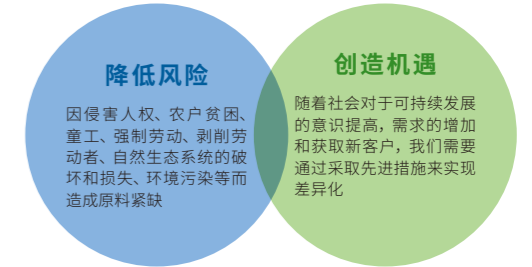 降低风险
因侵害人权、农户贫困、
童工、强制劳动、剥削劳
动者、自然生态系统的破
坏和损失、环境污染等而
造成原料紧缺
创造机遇
随着社会对于可持续发展
的意识提高，需求的增加
和获取新客户，我们需要
通过采取先进措施来实现
差异化